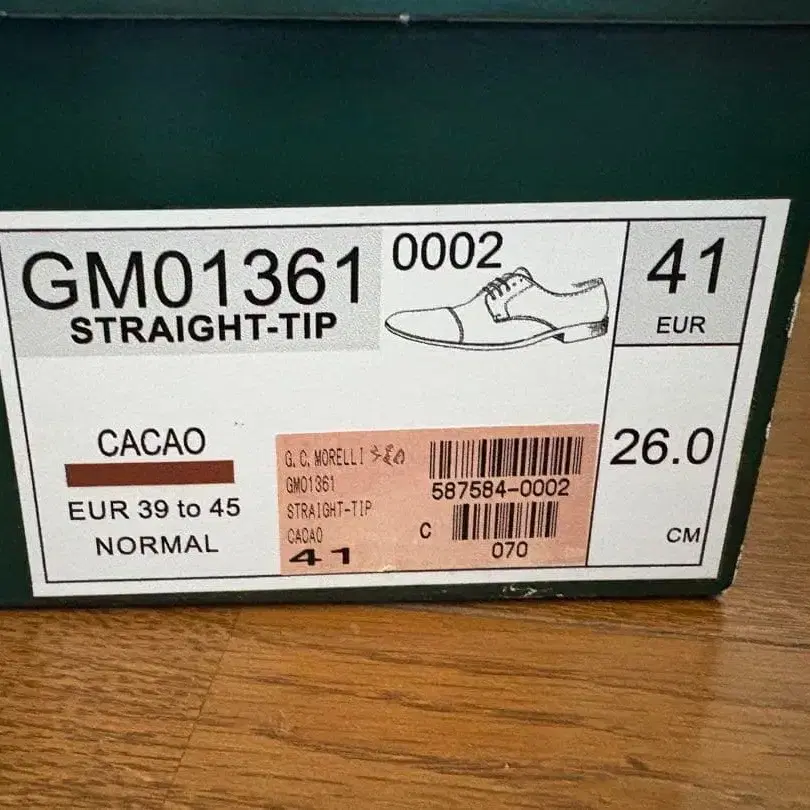 GM01361
0002
STRAIGHT-TIP
41
EUR
CACAO
EUR 39 to 45
NORMAL
G.C.MORELLI
GM01361
STRAIGHT-TIP
CACAO
41
587584-0002
C
070
26.0
CM